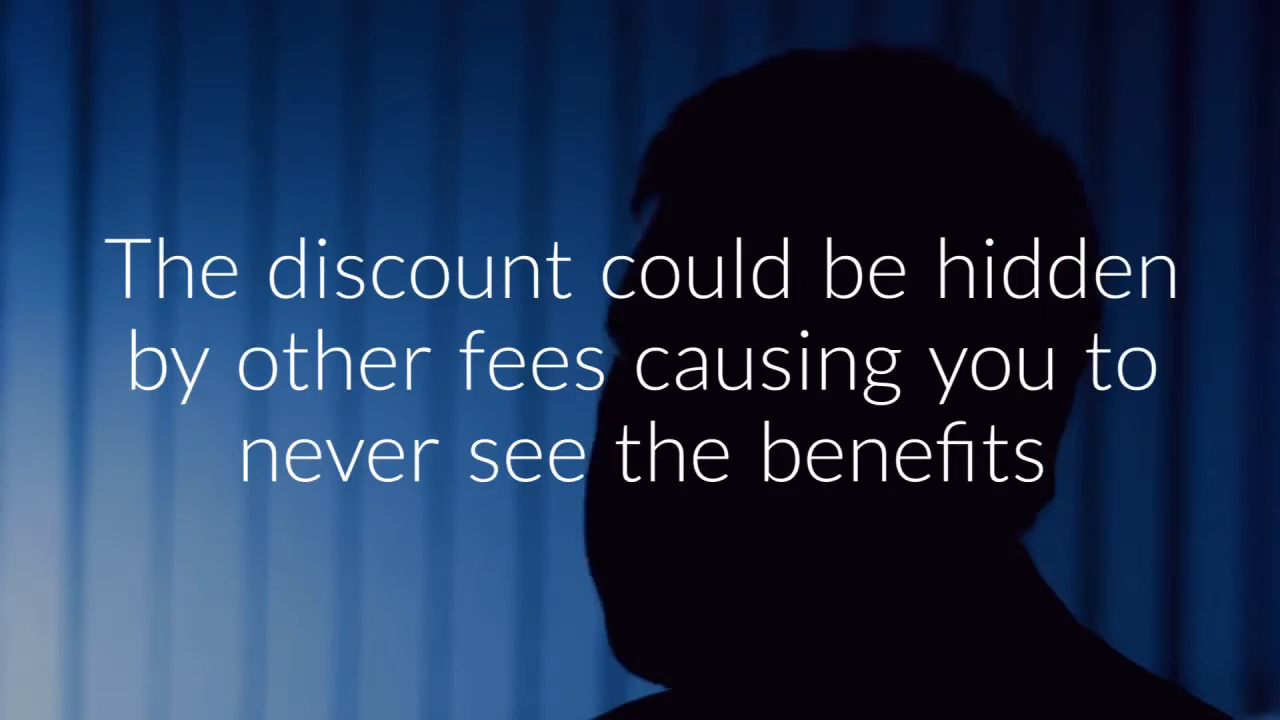 The discount could be hidden
by other fees causing you to
never see the benefits